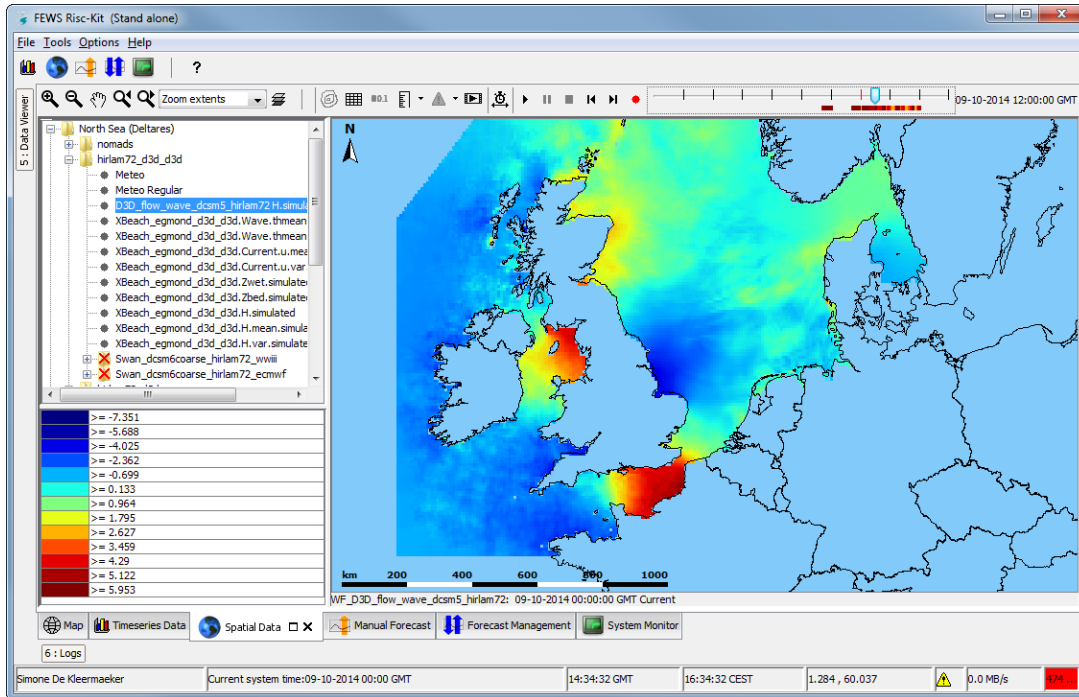 FEWS Risc-Kit (Stand alone)
File Tools Options Help
?
Zoom extents
0.1
09-10-2014 12:00:00 GMT
5 : Data Viewer
North Sea (Deltares)
nomads
hirlam72_d3d_d3d
Meteo
Meteo Regular
D3D_flow_wave_dcsm5_hirlam72 H.simula
XBeach_egmond_d3d_d3d.Wave.thmean
XBeach_egmond_d3d_d3d.Wave.thmean
XBeach_egmond_d3d_d3d.Current.u.mea
XBeach_egmond_d3d_d3d.Current.u.var
XBeach_egmond_d3d_d3d.Zwet.simulated
XBeach_egmond_d3d_d3d.Zbed.simulated
XBeach_egmond_d3d_d3d.H.simulated
XBeach_egmond_d3d_d3d.H.mean.simula
XBeach_egmond_d3d_d3d.H.var.simulate
Swan_dcsm6coarse_hirlam72_wwiii
Swan_dcsm6coarse_hirlam72_ecmwf
>= -7.351
>= -5.688
>= -4.025
>= -2.362
>= -0.699
>= 0.133
>= 0.964
>= 1.795
>= 2.627
>= 3.459
>= 4.29
>= 5.122
>= 5.953
N
km 200 400 600 800 1000
WF_D3D_flow_wave_dcsm5_hirlam72: 09-10-2014 00:00:00 GMT Current
Map Timeseries Data Spatial Data Manual Forecast Forecast Management System Monitor
6 : Logs
Simone De Kleermaeker Current system time:09-10-2014 00:00 GMT 14:34:32 GMT 16:34:32 CEST 1.284 , 60.037 0.0 MB/s 474 ...